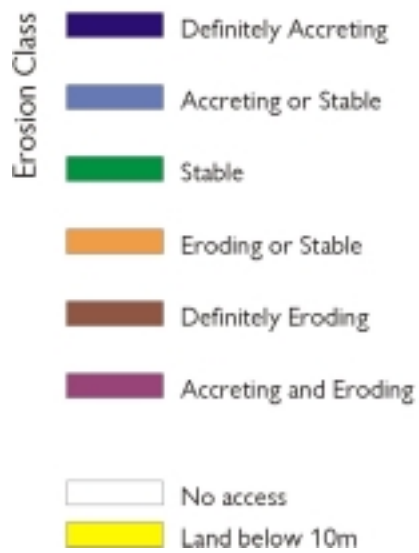 Erosion Class
Definitely Accreting
Accreting or Stable
Stable
Eroding or Stable
Definitely Eroding
Accreting and Eroding
No access
Land below 10m